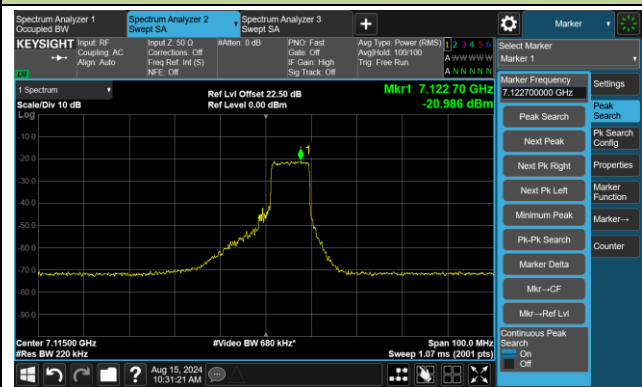 Spectrum Analyzer 1
Occupied BW
Spectrum Analyzer 2
Swept SA
Spectrum Analyzer 3
Swept SA
+
Marker
KEYSIGHT
Input: RF
Coupling: AC
Align: Auto
Input Z: 50 Ω
Corrections: Off
Freq Ref: Int (S)
NFE: Off
#Atten: 0 dB
PNO: Fast
Gate: Off
IF Gain: High
Sig Track: Off
Avg Type: Power (RMS)
Avg|Hold: 100/100
Trig: Free Run
1 2 3 4 5 6
A W W W W W
A N N N N N
Select Marker
Marker 1
LXI
1 Spectrum
Scale/Div 10 dB
Log
Ref Lvl Offset 22.50 dB
Ref Level 0.00 dBm
Mkr1 7.122 70 GHz
-20.986 dBm
1
-10.0
-20.0
-30.0
-40.0
-50.0
-60.0
-70.0
-80.0
-90.0
Center 7.11500 GHz
#Res BW 220 kHz
#Video BW 680 kHz*
Span 100.0 MHz
Sweep 1.07 ms (2001 pts)
Marker Frequency
7.122700000 GHz
Peak Search
Next Peak
Next Pk Right
Next Pk Left
Minimum Peak
Pk-Pk Search
Marker Delta
Mkr→CF
Mkr→Ref Lvl
Continuous Peak
Search
On
Off
Settings
Peak
Search
Pk Search
Config
Properties
Marker
Function
Marker→
Counter
?
Aug 15, 2024
10:31:21 AM